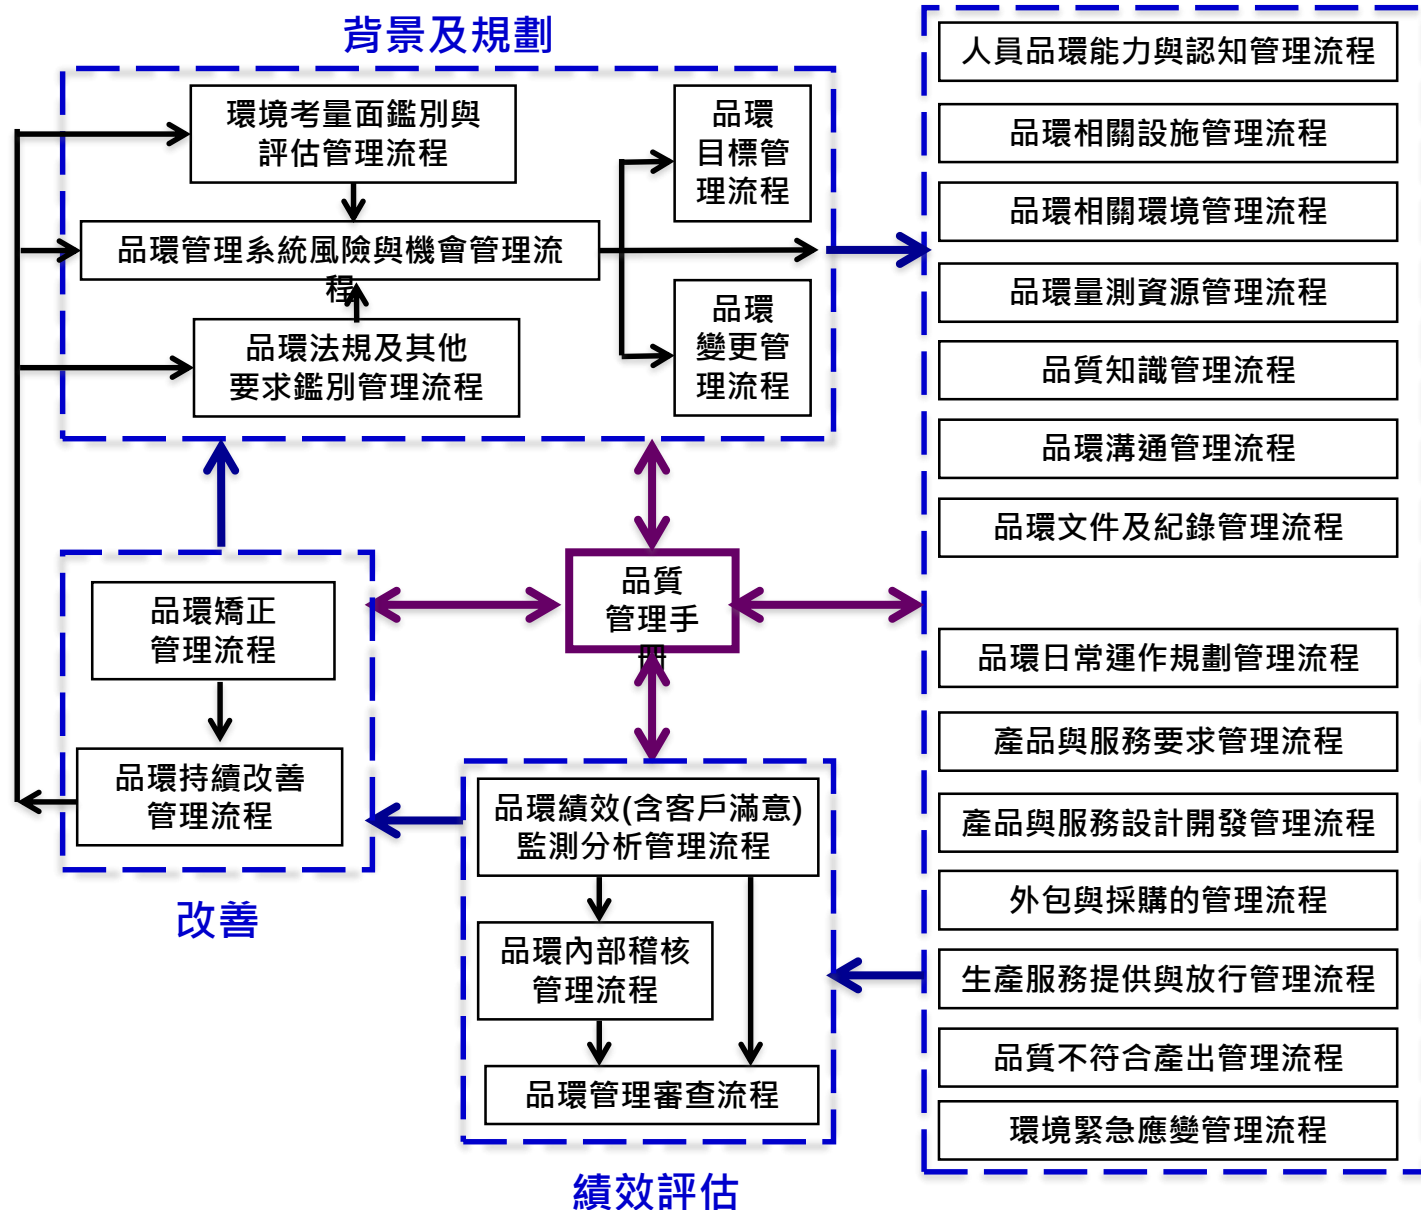 背景及規劃
環境考量面鑑別與
評估管理流程
品環管理系統風險與機會管理流
程
品環法規及其他
要求鑑別管理流程
品環
目標管
理流程
品環
變更管
理流程
品環矯正
管理流程
品環持續改善
管理流程
改善
品質
管理手
冊
品環績效(含客戶滿意)
監測分析管理流程
品環內部稽核
管理流程
品環管理審查流程
績效評估
人員品環能力與認知管理流程
品環相關設施管理流程
品環相關環境管理流程
品環量測資源管理流程
品質知識管理流程
品環溝通管理流程
品環文件及紀錄管理流程
品環日常運作規劃管理流程
產品與服務要求管理流程
產品與服務設計開發管理流程
外包與採購的管理流程
生產服務提供與放行管理流程
品質不符合產出管理流程
環境緊急應變管理流程